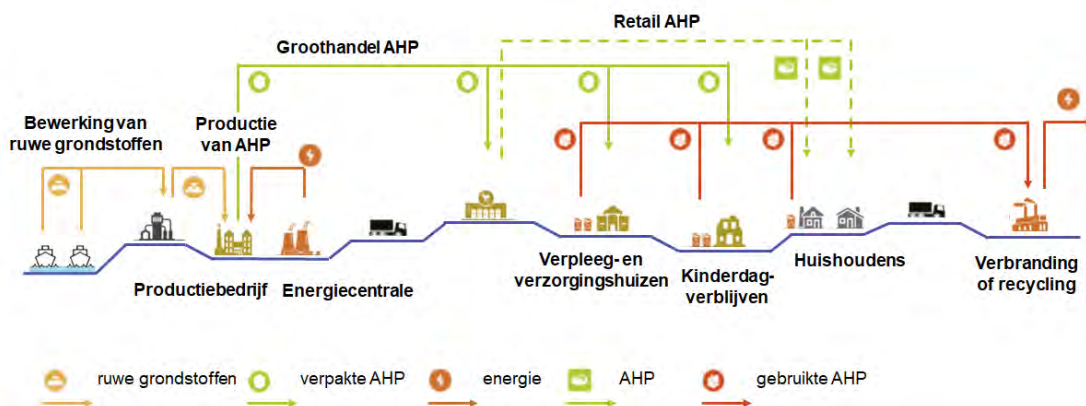 Retail AHP
Groothandel AHP
Bewerking van
ruwe grondstoffen
Productie
van AHP
Productiebedrijf
Energiecentrale
Verpleeg- en
verzorgingshuizen
Kinderdag-
verblijven
Huishoudens
Verbranding
of recycling
ruwe grondstoffen
verpakte AHP
energie
AHP
gebruikte AHP